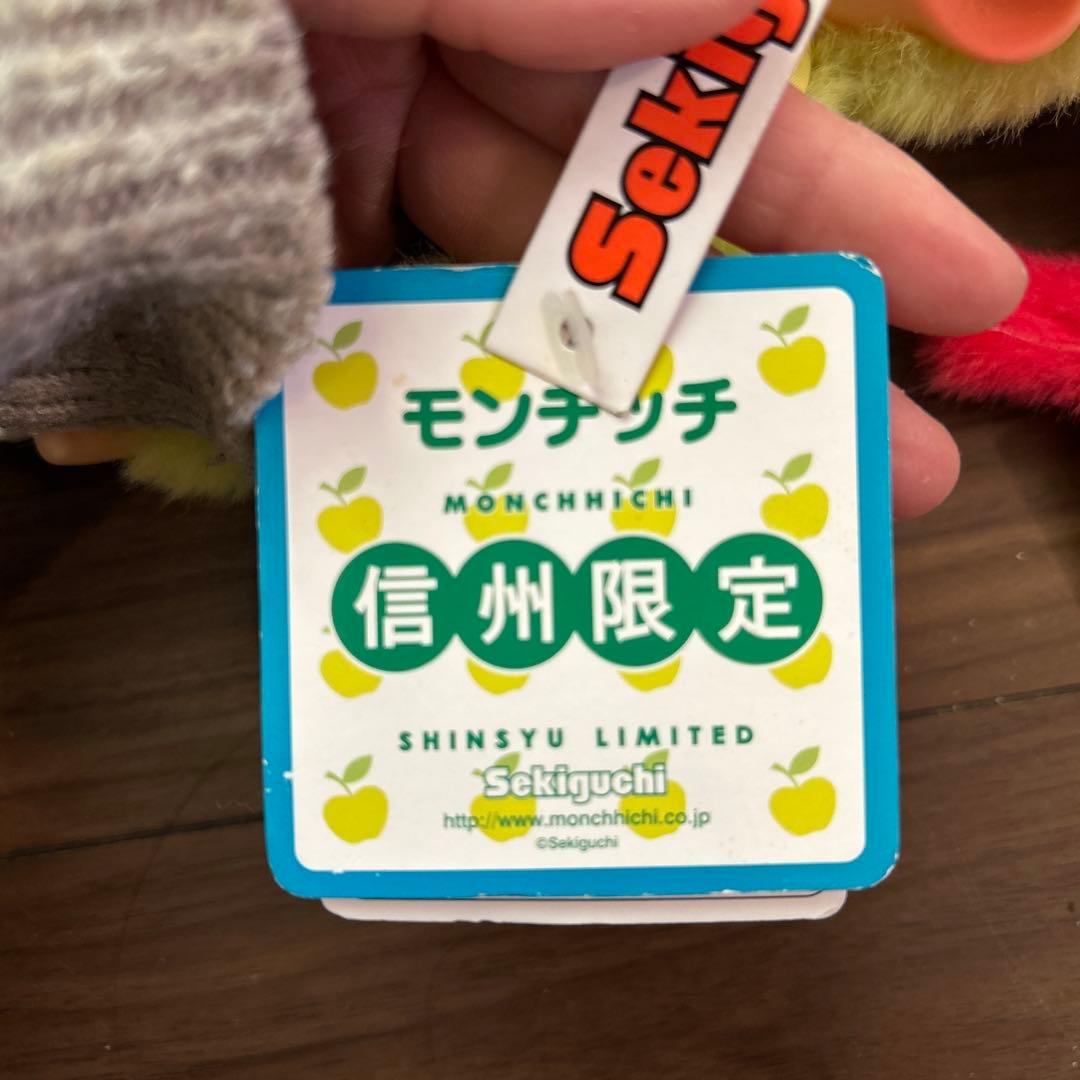 Sekig
モンチッチ
MONCHHICHI
信州限定
SHINSYU LIMITED
Sekiguchi
http://www.monchhichi.co.jp
©Sekiguchi